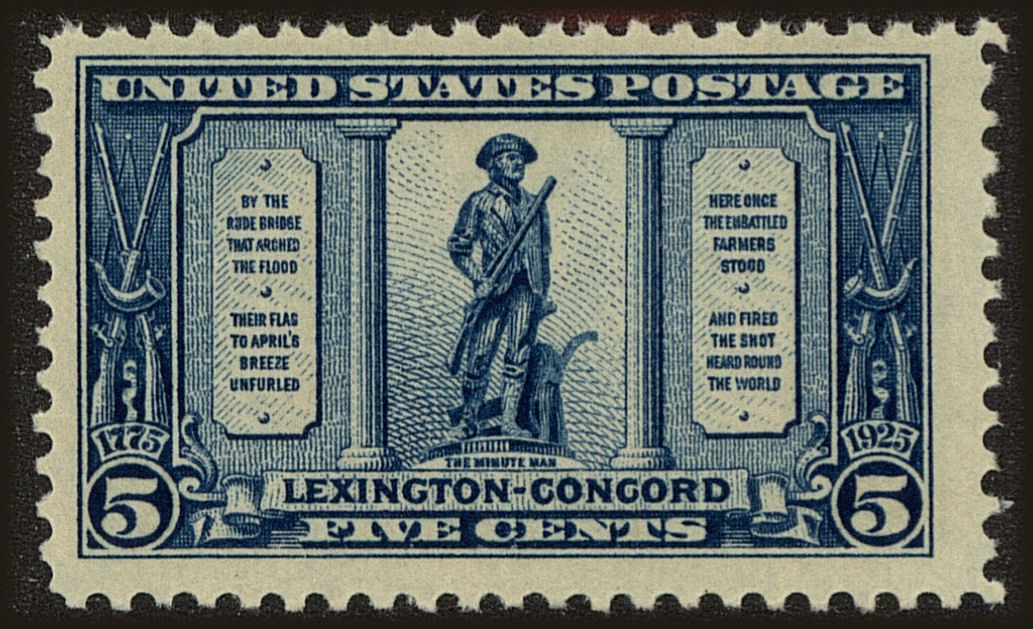 UNITED STATES POSTAGE
BY THE
RUDE BRIDGE
THAT ARCHED
THE FLOOD
THEIR FLAG
TO APRIL'S
BREEZE
UNFURLED
HERE ONCE
THE EMBATTLED
FARMERS
STOOD
AND FIRED
THE SHOT
HEARD ROUND
THE WORLD
1775
1925
THE MINUTE MAN
5
LEXINGTON-CONCORD
5
FIVE CENTS